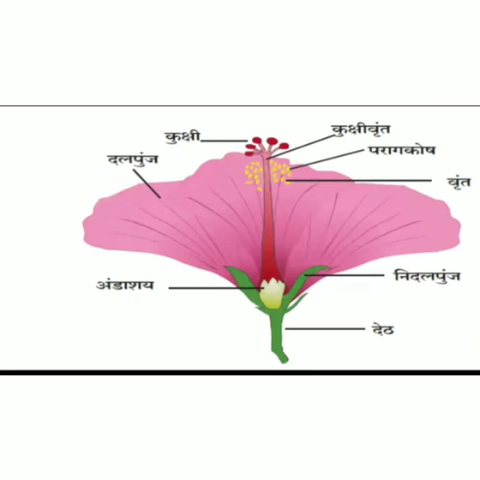 कुक्षी
कुक्षीवृंत
दलपुंज
परागकोष
वृंत
अंडाशय
निदलपुंज
देठ